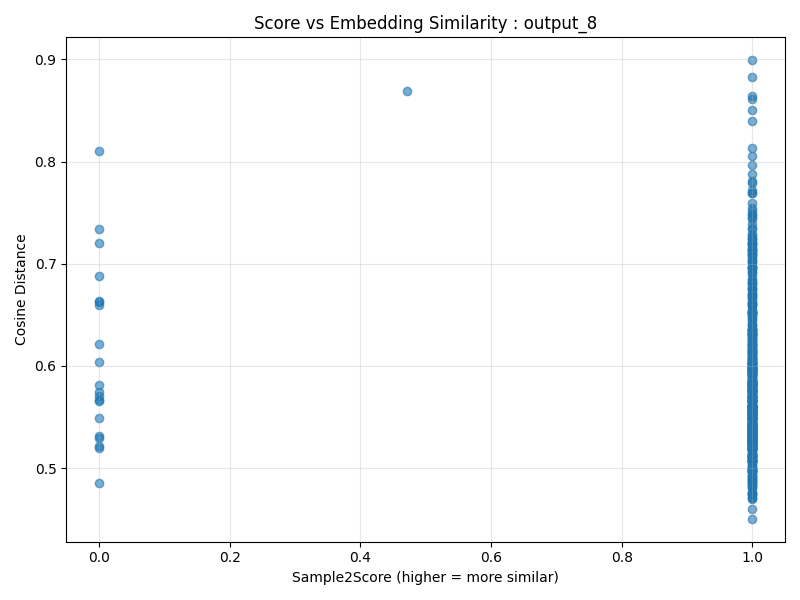 Score vs Embedding Similarity : output_8
Cosine Distance
0.9
0.8
0.7
0.6
0.5
0.0 0.2 0.4 0.6 0.8 1.0
Sample2Score (higher = more similar)